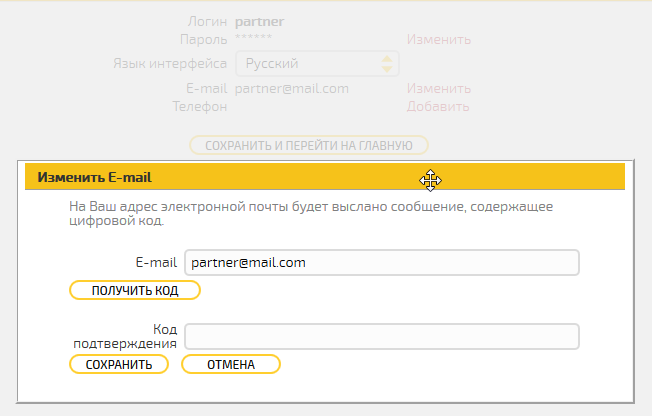 Логин partner
Пароль ****** Изменить
Язык интерфейса Русский
E-mail partner@mail.com Изменить
Телефон Добавить
СОХРАНИТЬ И ПЕРЕЙТИ НА ГЛАВНУЮ
Изменить E-mail
На Ваш адрес электронной почты будет выслано сообщение, содержащее
цифровой код.
E-mail partner@mail.com
ПОЛУЧИТЬ КОД
Код
подтверждения
СОХРАНИТЬ ОТМЕНА